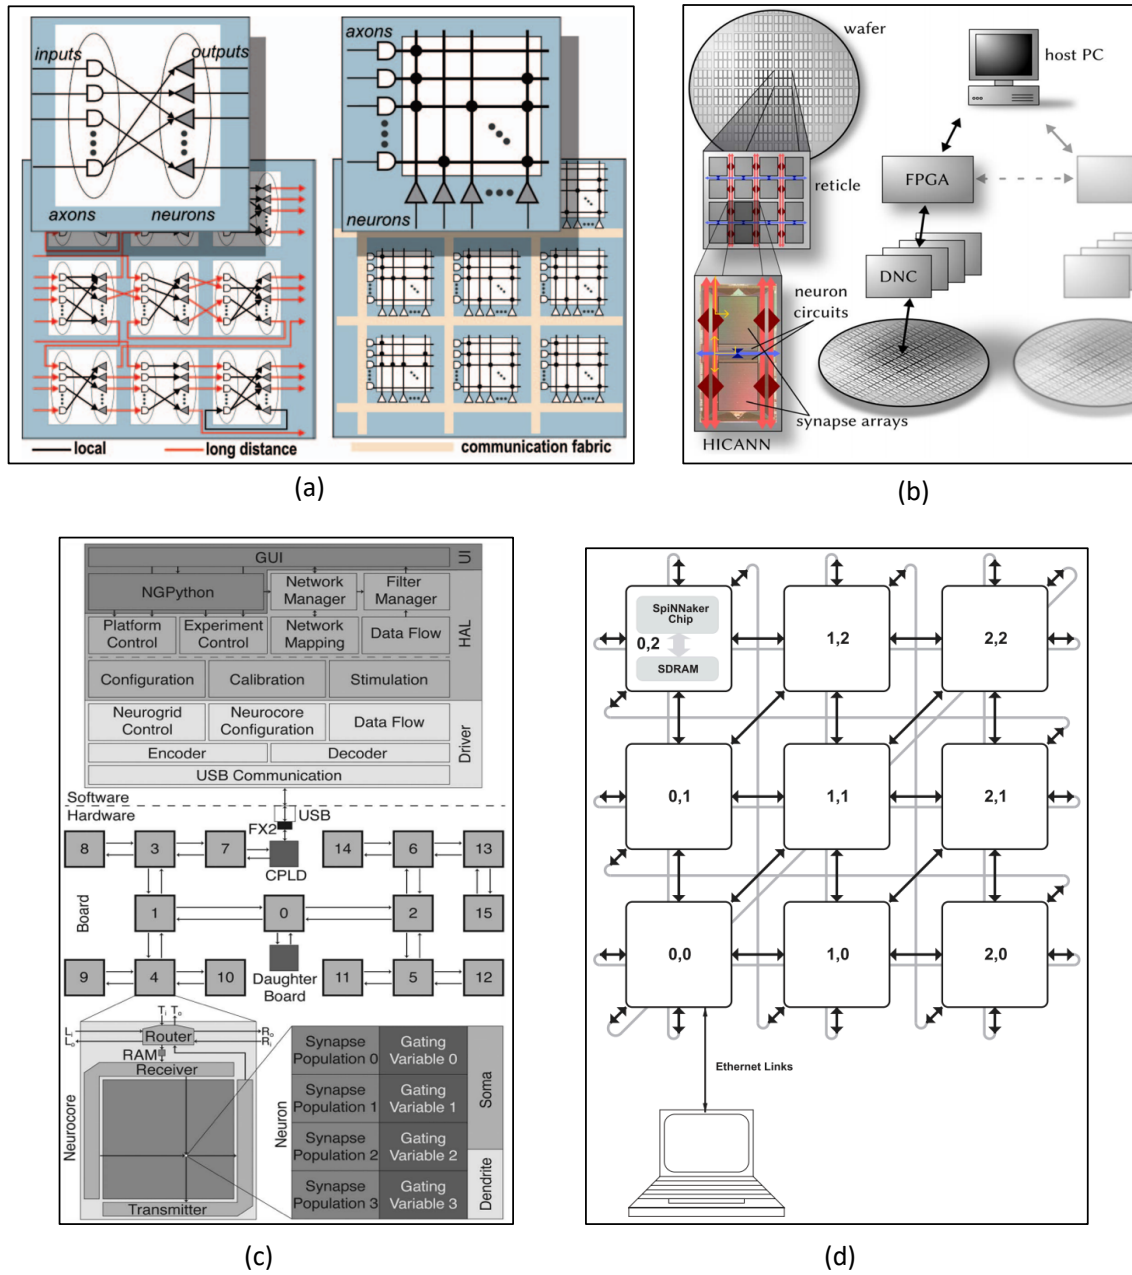 inputs
outputs
axons
neurons
axons
neurons
local
long distance
communication fabric
(a)
wafer
host PC
reticle
FPGA
DNC
neuron
circuits
synapse arrays
HICANN
(b)
GUI
UI
NGPython
Network
Manager
Filter
Manager
Platform
Control
Experiment
Control
Network
Mapping
Data Flow
HAL
Configuration
Calibration
Stimulation
Neurogrid
Control
Neurocore
Configuration
Data Flow
Driver
Encoder
Decoder
USB Communication
Software
Hardware
USB
FX2
CPLD
8
3
7
14
6
13
Board
1
0
2
15
9
4
10
Daughter
Board
11
5
12
Ti To
Li
Lo
Router
Ro
Ri
RAM
Receiver
Neurocore
Transmitter
Neuron
Synapse
Population 0
Gating
Variable 0
Synapse
Population 1
Gating
Variable 1
Soma
Synapse
Population 2
Gating
Variable 2
Synapse
Population 3
Gating
Variable 3
Dendrite
(c)
SpiNNaker
Chip
0,2
SDRAM
1,2
2,2
0,1
1,1
2,1
0,0
1,0
2,0
Ethernet Links
(d)